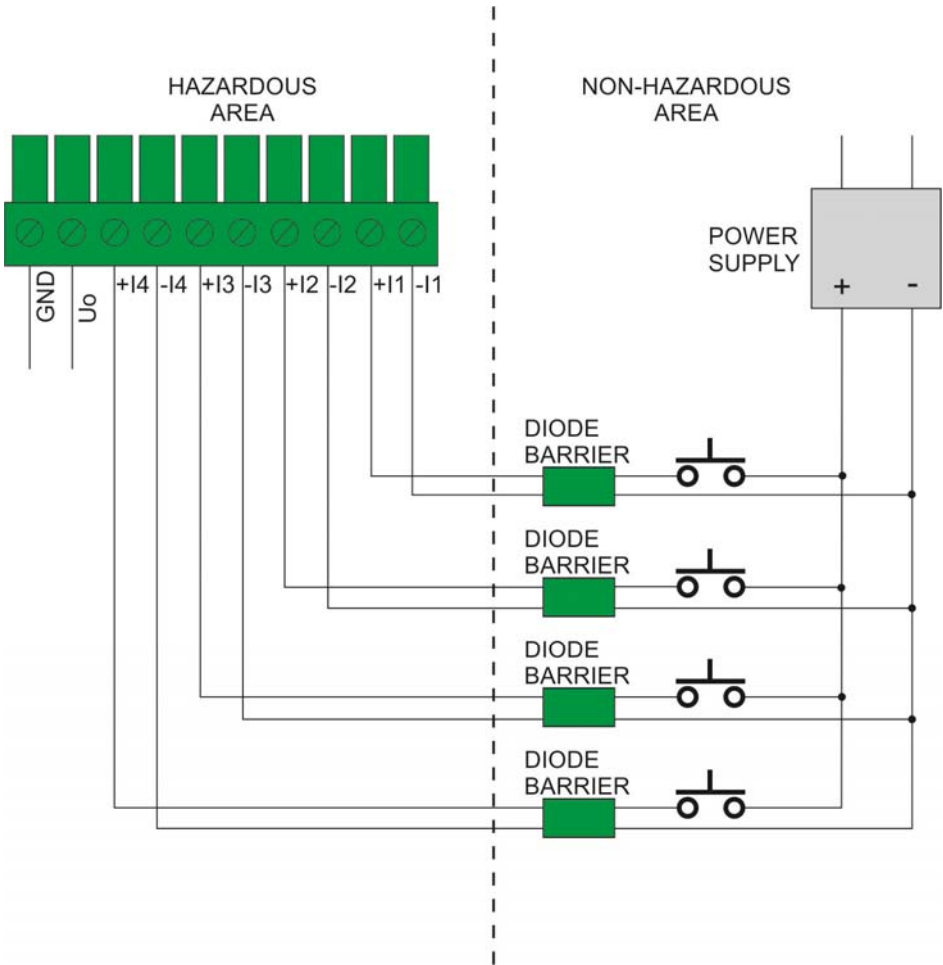 HAZARDOUS
AREA
NON-HAZARDOUS
AREA
POWER
SUPPLY
+ -
GND
Uo
+I4 -I4 +I3 -I3 +I2 -I2 +I1 -I1
DIODE
BARRIER
DIODE
BARRIER
DIODE
BARRIER
DIODE
BARRIER